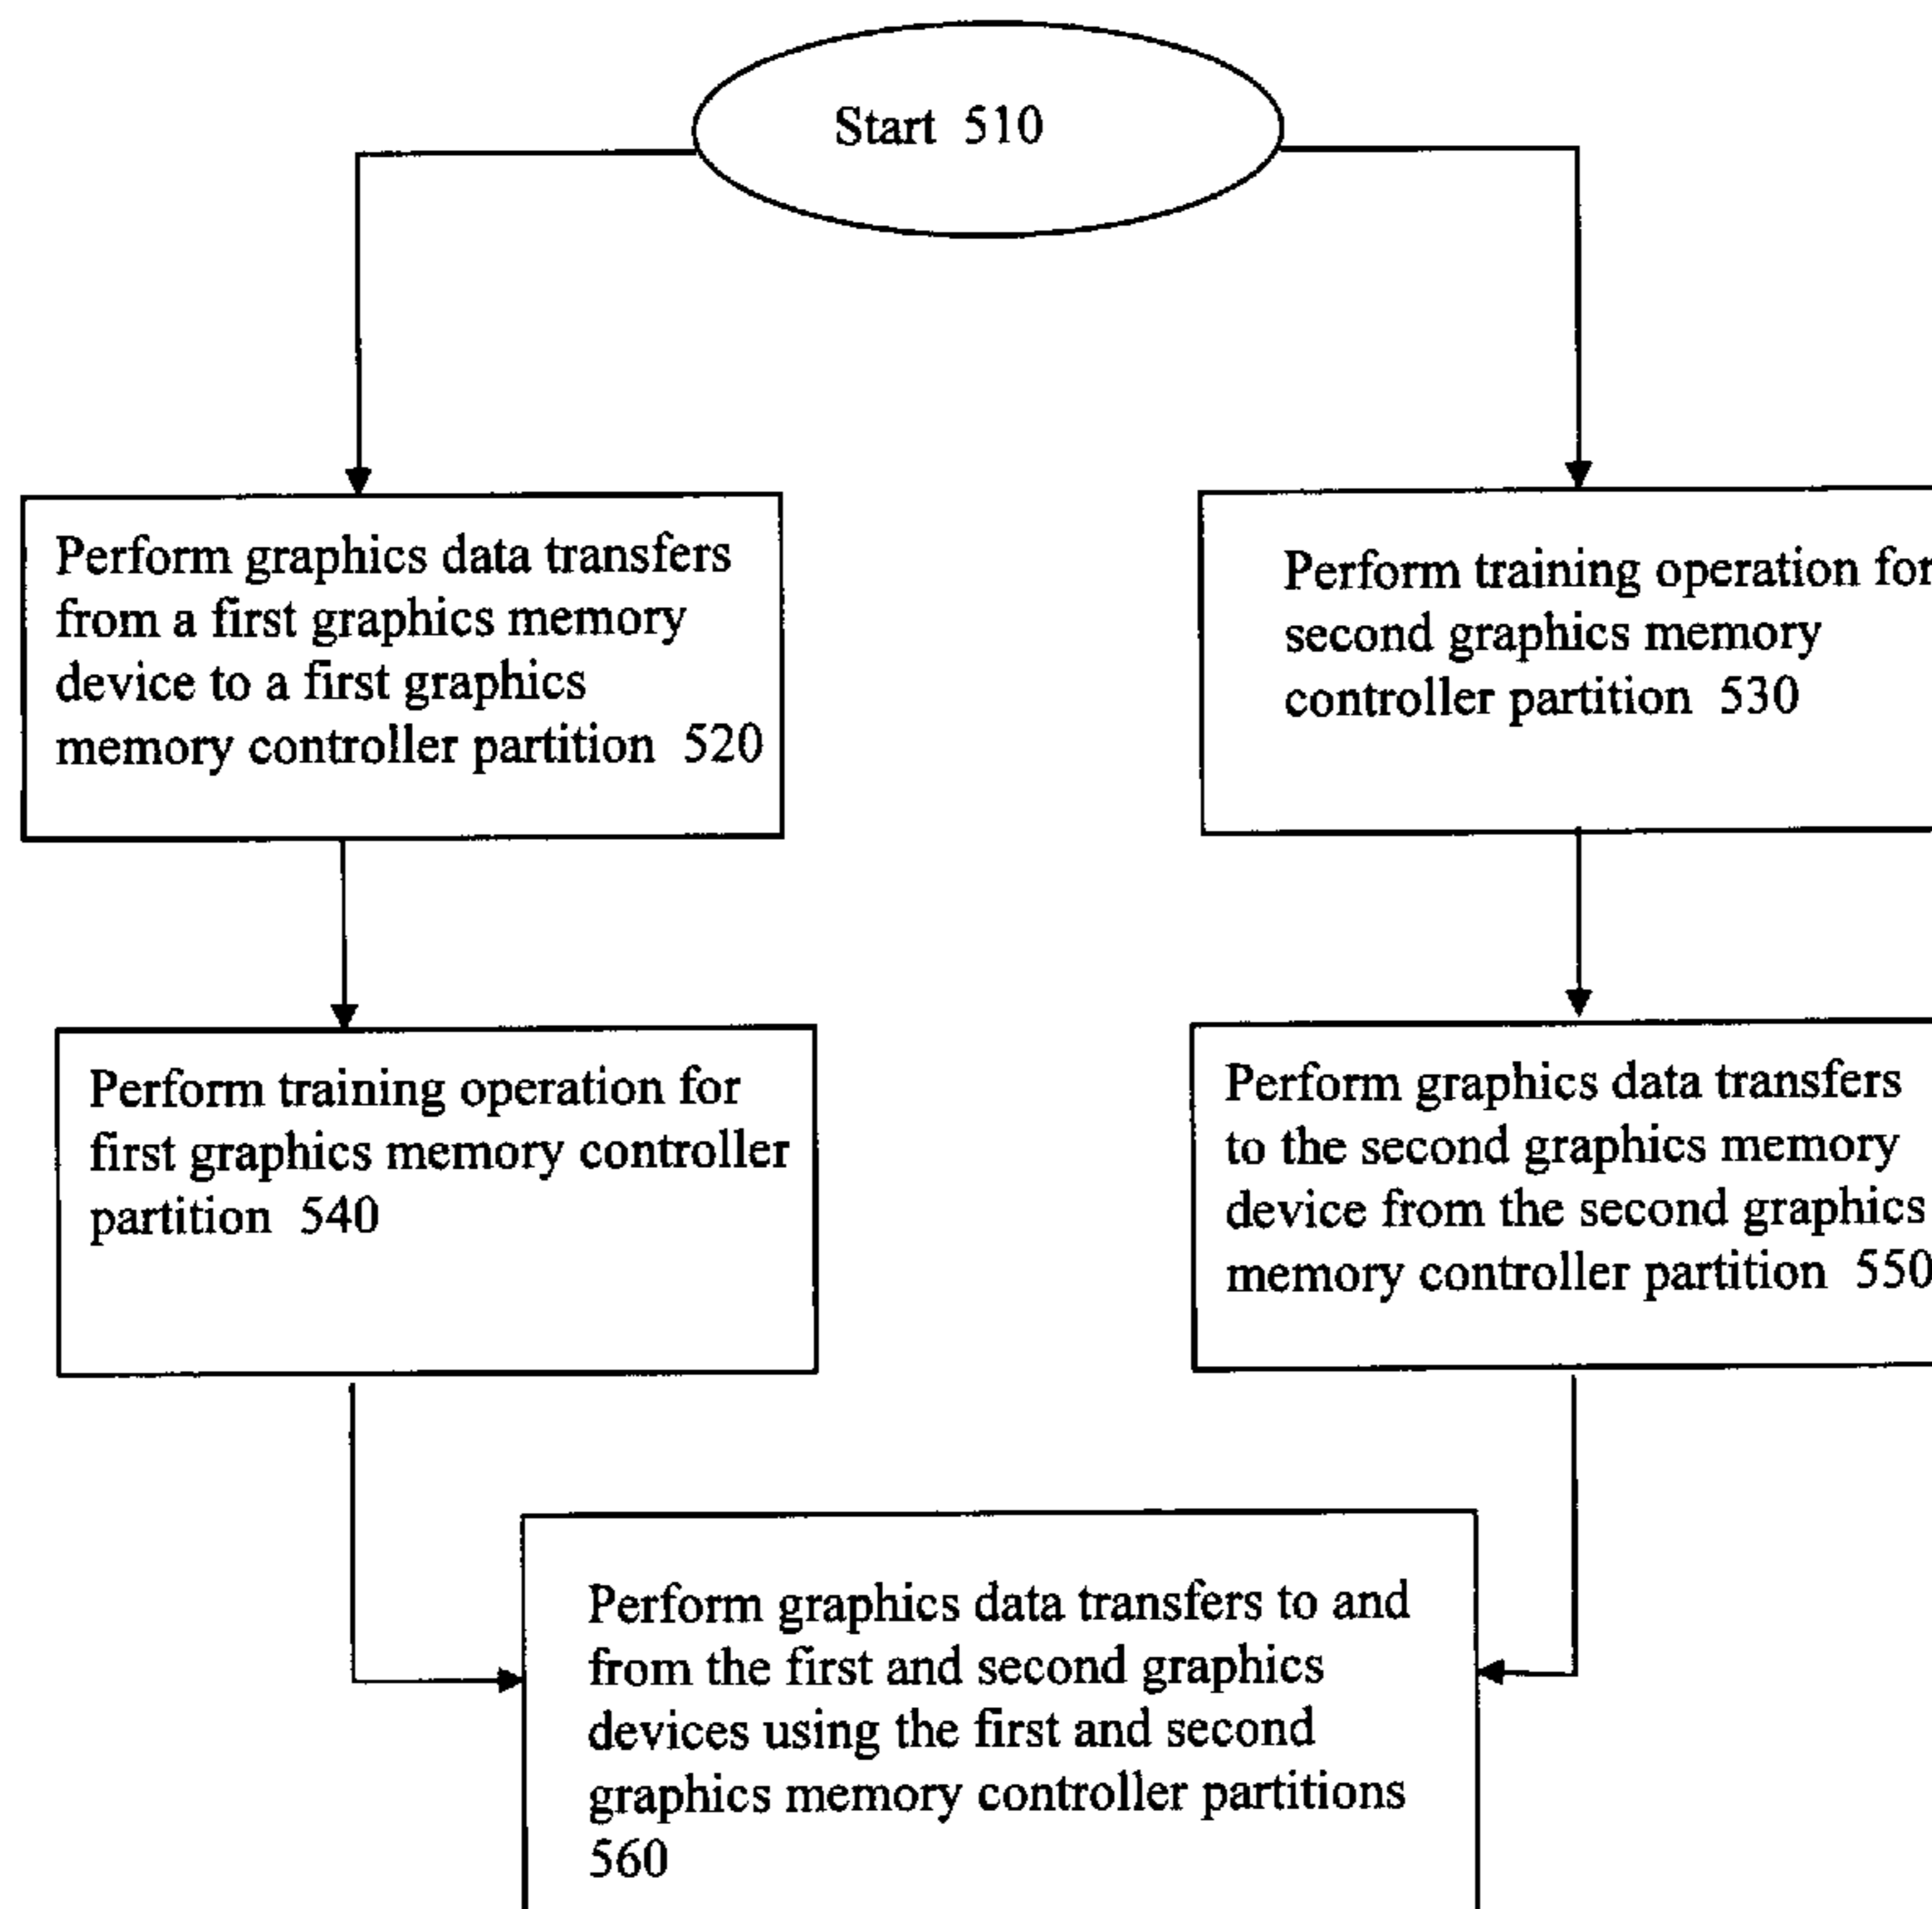 Start 510
Perform graphics data transfers
from a first graphics memory
device to a first graphics
memory controller partition 520
Perform training operation for
second graphics memory
controller partition 530
Perform training operation for
first graphics memory controller
partition 540
Perform graphics data transfers
to the second graphics memory
device from the second graphics
memory controller partition 550
Perform graphics data transfers to and
from the first and second graphics
devices using the first and second
graphics memory controller partitions
560